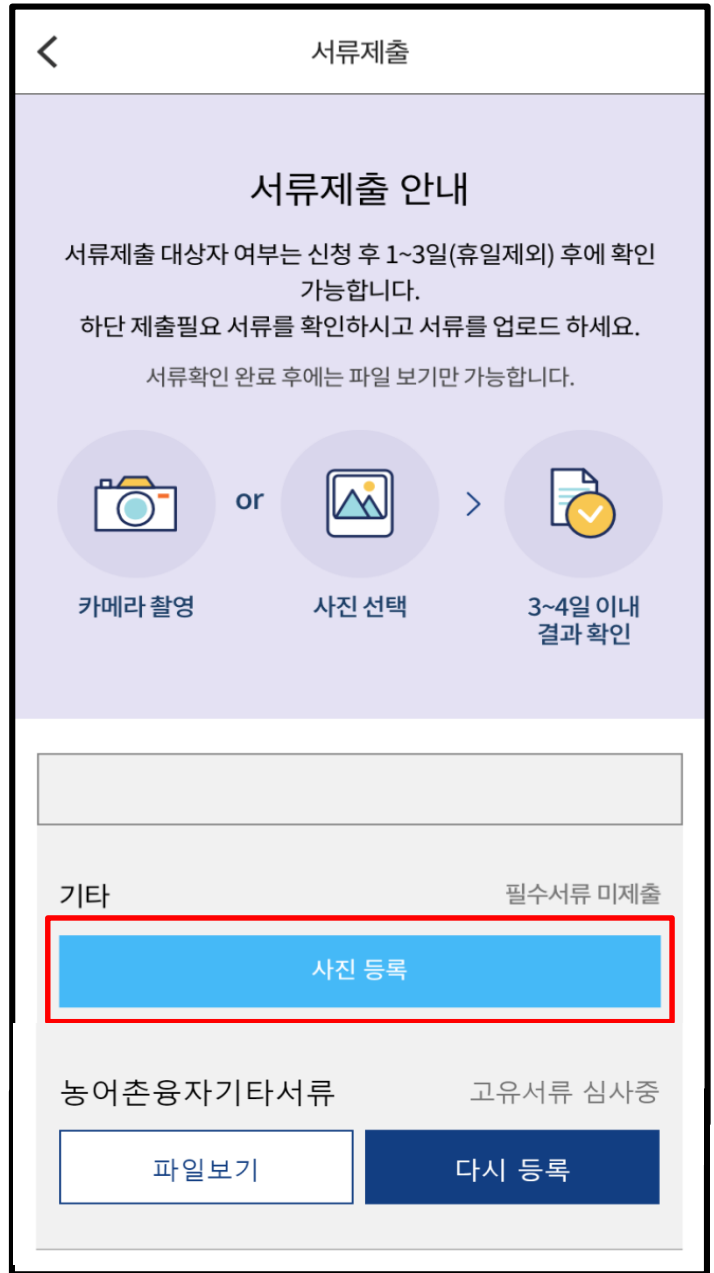 서류제출
서류제출 안내
서류제출 대상자 여부는 신청 후 1~3일(휴일제외) 후에 확인
가능합니다.
하단 제출필요 서류를 확인하시고 서류를 업로드 하세요.
서류확인 완료 후에는 파일 보기만 가능합니다.
or
카메라 촬영
사진 선택
3~4일 이내
결과 확인
기타
필수서류 미제출
사진 등록
농어촌융자기타서류
고유서류 심사중
파일보기
다시 등록